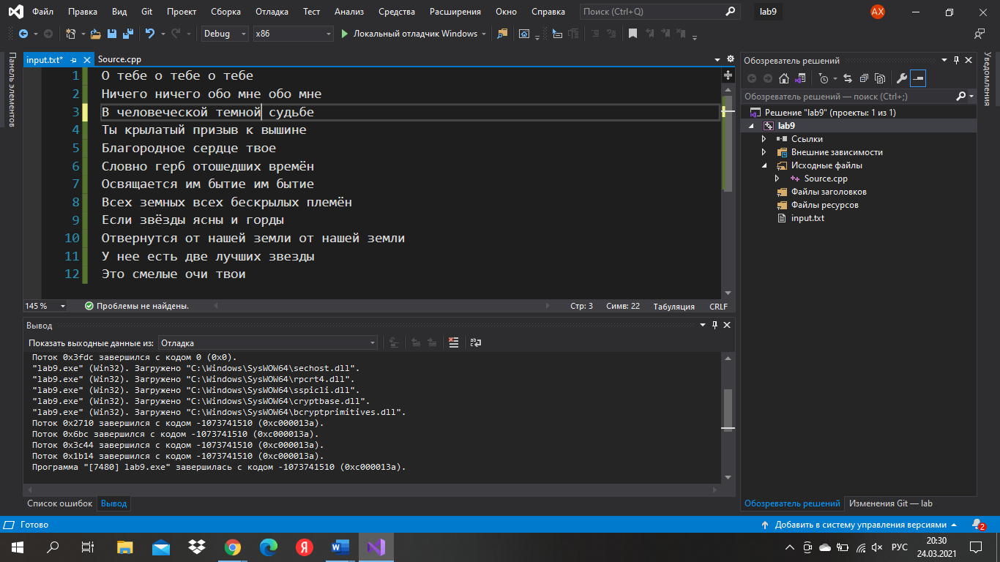 Файл Правка Вид Git Проект Сборка Отладка Тест Анализ Средства Расширения Окно Справка Поиск (Ctrl+Q) lab9 AX
Debug x86 Локальный отладчик Windows
Панель элементов
input.txt* Source.cpp
1 О тебе о тебе о тебе
2 Ничего ничего обо мне обо мне
3 В человеческой темной судьбе
4 Ты крылатый призыв к вышине
5 Благородное сердце твое
6 Словно герб отошедших времён
7 Освящается им бытие им бытие
8 Всех земных всех бескрылых племён
9 Если звёзды ясны и горды
10 Отвернутся от нашей земли от нашей земли
11 У нее есть две лучших звезды
12 Это смелые очи твои
145 % Проблемы не найдены. Стр: 3 Симв: 22 Табуляция CRLF
Вывод
Показать выходные данные из: Отладка
Поток 0x3fdc завершился с кодом 0 (0x0).
"lab9.exe" (Win32). Загружено "C:\Windows\SysWOW64\sechost.dll".
"lab9.exe" (Win32). Загружено "C:\Windows\SysWOW64\rpcrt4.dll".
"lab9.exe" (Win32). Загружено "C:\Windows\SysWOW64\sspicli.dll".
"lab9.exe" (Win32). Загружено "C:\Windows\SysWOW64\cryptbase.dll".
"lab9.exe" (Win32). Загружено "C:\Windows\SysWOW64\bcryptprimitives.dll".
Поток 0x2710 завершился с кодом -1073741510 (0xc000013a).
Поток 0x6bc завершился с кодом -1073741510 (0xc000013a).
Поток 0x3c44 завершился с кодом -1073741510 (0xc000013a).
Поток 0x1b14 завершился с кодом -1073741510 (0xc000013a).
Программа "[7480] lab9.exe" завершилась с кодом -1073741510 (0xc000013a).
Список ошибок Вывод
Обозреватель решений
Обозреватель решений — поиск (Ctrl+;)
Решение "lab9" (проекты: 1 из 1)
lab9
Ссылки
Внешние зависимости
Исходные файлы
Source.cpp
Файлы заголовков
Файлы ресурсов
input.txt
Обозреватель решений Изменения Git — lab
Уведомления
Готово Добавить в систему управления версиями 2
РУС 20:30
24.03.2021